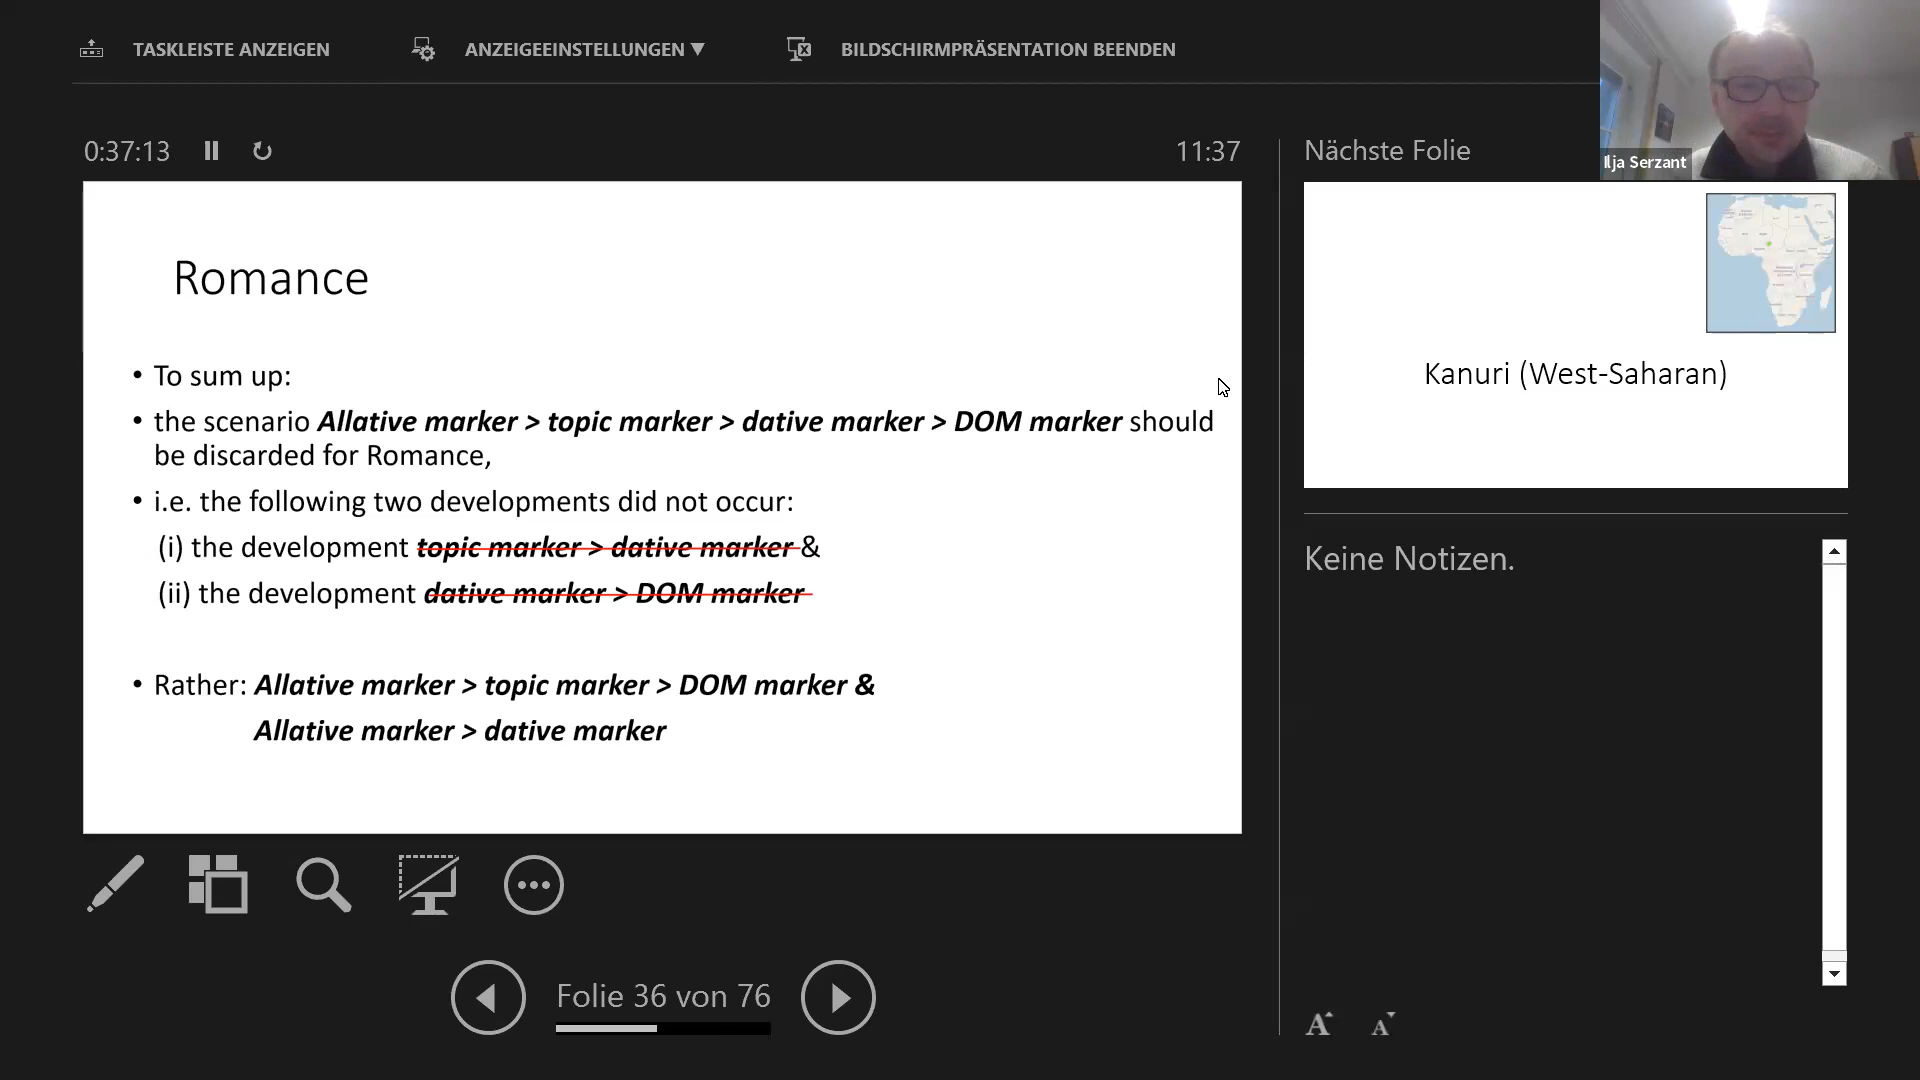 TASKLEISTE ANZEIGEN
ANZEIGEEINSTELLUNGEN ▼
BILDSCHIRMPRÄSENTATION BEENDEN
Ilja Serzant
0:37:13
11:37
Nächste Folie
Romance
• To sum up:
• the scenario Allative marker > topic marker > dative marker > DOM marker should
be discarded for Romance,
• i.e. the following two developments did not occur:
(i) the development topic marker > dative marker &
(ii) the development dative marker > DOM marker
• Rather: Allative marker > topic marker > DOM marker &
Allative marker > dative marker
Kanuri (West-Saharan)
Keine Notizen.
Folie 36 von 76
A A